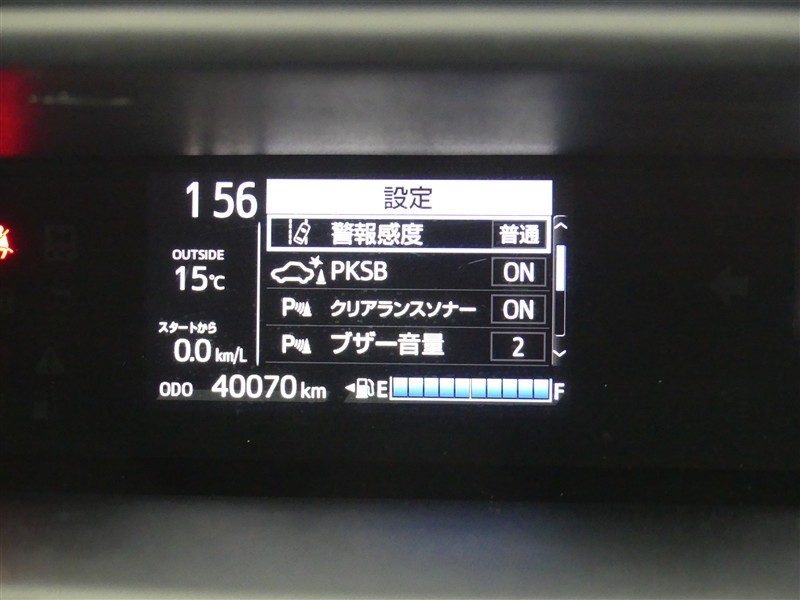 1 56
設定
警報感度 普通
OUTSIDE
15℃
PKSB ON
クリアランスソナー ON
スタートから
0.0 km/L
ブザー音量 2
ODO 40070 km
E F